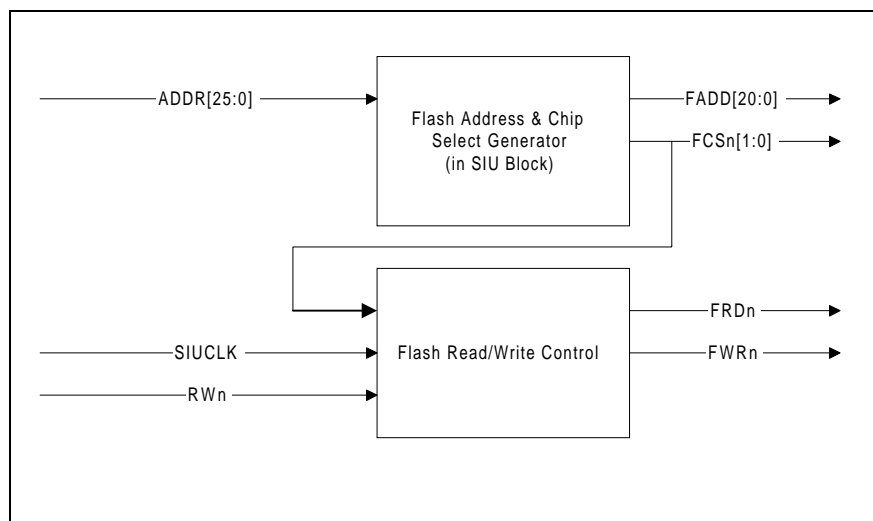 ADDR[25:0]
Flash Address & Chip
Select Generator
(in SIU Block)
FADD[20:0]
FCSn[1:0]
SIUCLK
RWn
Flash Read/Write Control
FRDn
FWRn